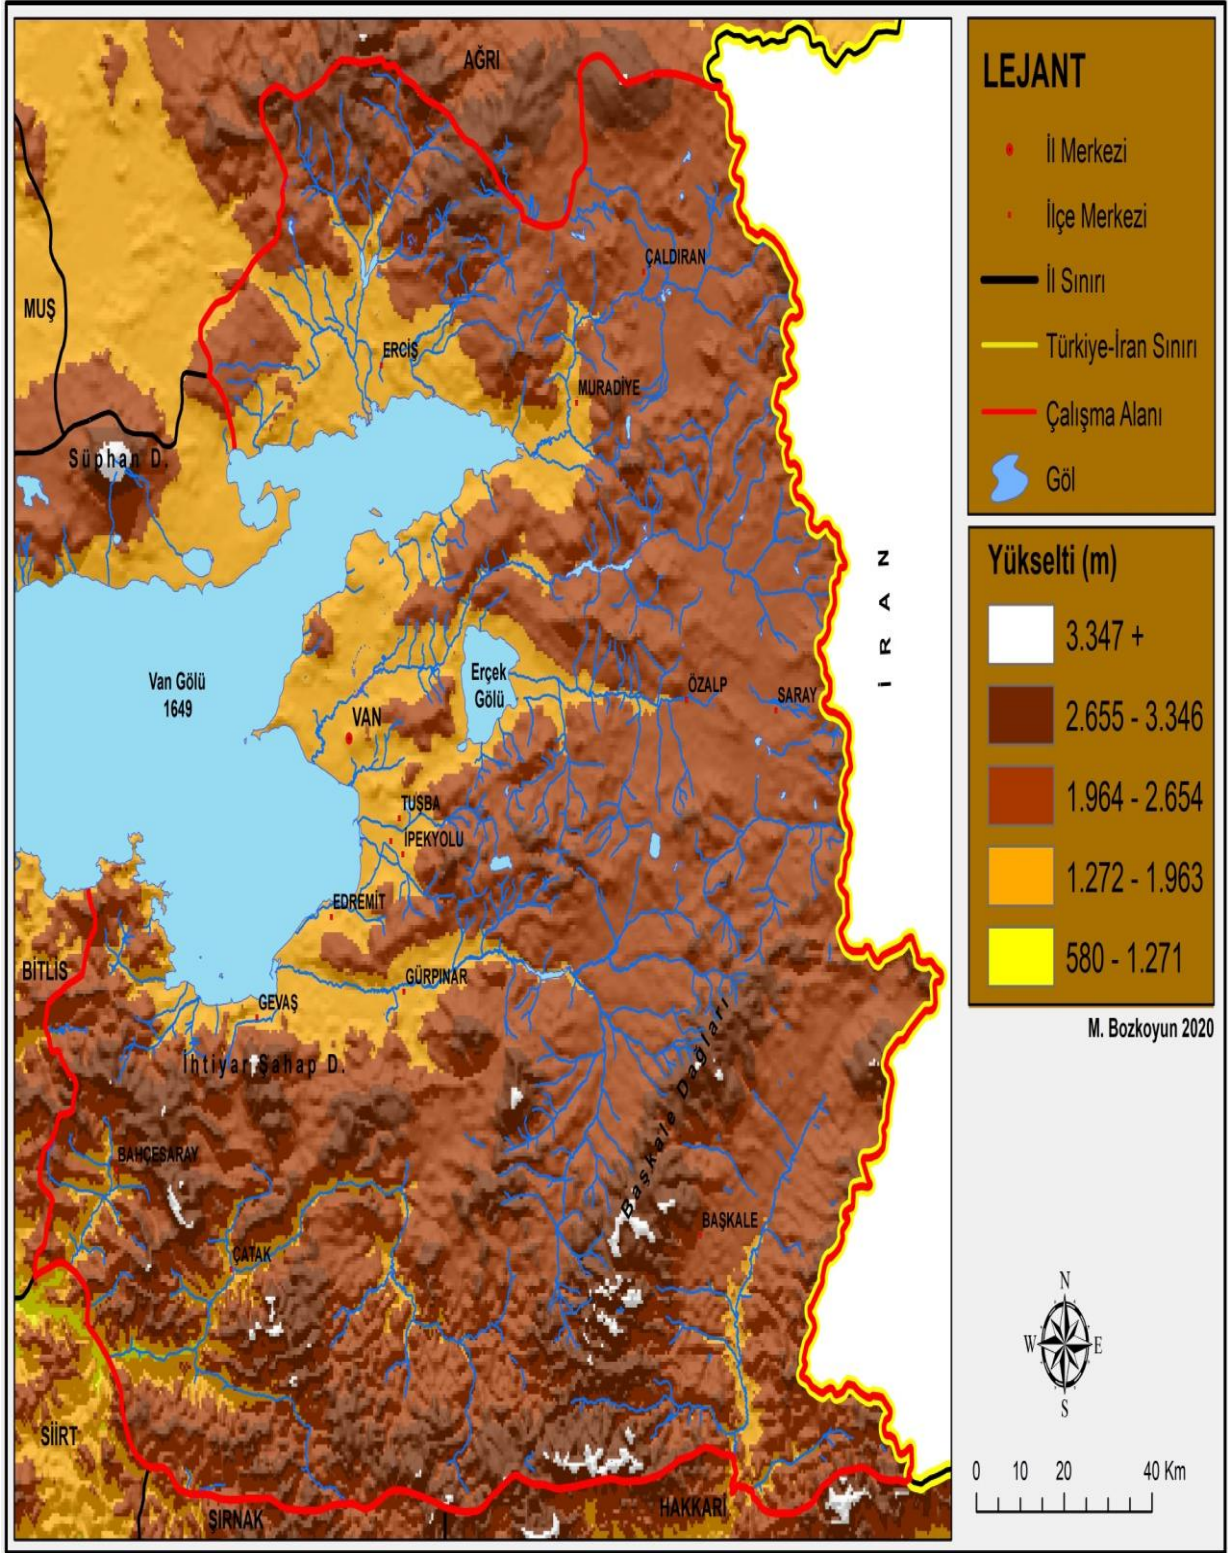 AĞRI
MUŞ
ÇALDIRAN
ERCİŞ
MURADİYE
Süphan D.
İRAN
Van Gölü
1649
Erçek
Gölü
ÖZALP
SARAY
VAN
TUŞBA
İPEKYOLU
EDREMİT
BİTLİS
GÜRPINAR
GEVAŞ
İhtiyar Şahap D.
Başkale Dağları
BAHÇESARAY
BAŞKALE
ÇATAK
SİİRT
ŞIRNAK
HAKKARİ
LEJANT
İl Merkezi
İlçe Merkezi
İl Sınırı
Türkiye-İran Sınırı
Çalışma Alanı
Göl
Yükselti (m)
3.347 +
2.655 - 3.346
1.964 - 2.654
1.272 - 1.963
580 - 1.271
M. Bozkoyun 2020
N
W E
S
0 10 20 40 Km